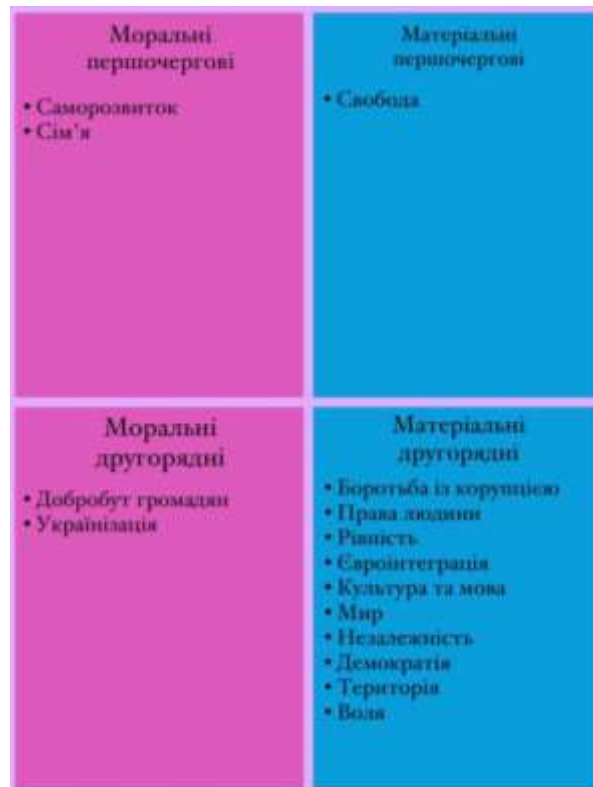 Моральні
першочергові
• Саморозвиток
• Сім’я
Матеріальні
першочергові
• Свобода
Моральні
другорядні
• Добробут громадян
• Українізація
Матеріальні
другорядні
• Боротьба із корупцією
• Права людини
• Рівність
• Євроінтеграція
• Культура та мова
• Мир
• Незалежність
• Демократія
• Територія
• Воля